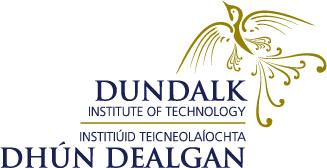 DUNDALK
INSTITUTE OF TECHNOLOGY
INSTITIÚID TEICNEOLAÍOCHTA
DHÚN DEALGAN